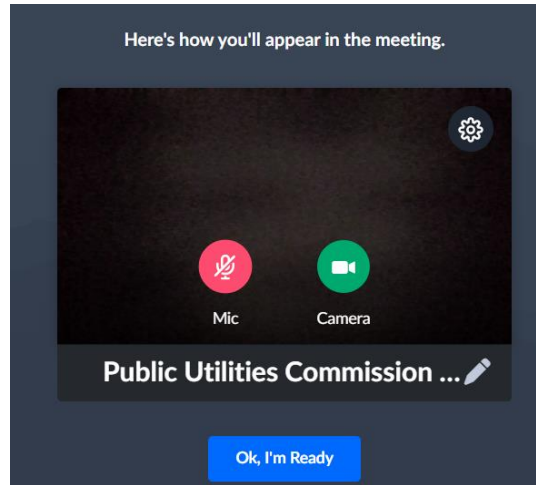 Here's how you'll appear in the meeting.
Mic
Camera
Public Utilities Commission ...
Ok, I'm Ready